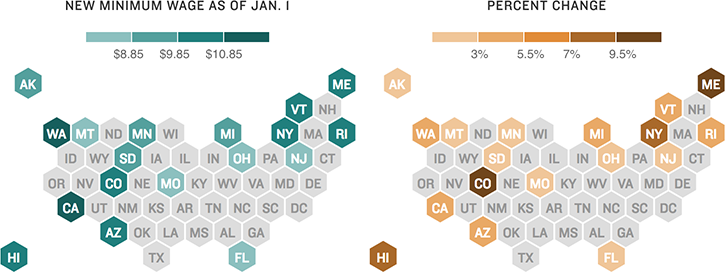 NEW MINIMUM WAGE AS OF JAN. 1
$8.85 $9.85 $10.85
AK
ME
VT NH
WA MT ND MN WI MI NY MA RI
ID WY SD IA IL IN OH PA NJ CT
OR NV CO NE MO KY WV VA MD DE
CA UT NM KS AR TN NC SC DC
AZ OK LA MS AL GA
HI TX FL
PERCENT CHANGE
3% 5.5% 7% 9.5%
AK
ME
VT NH
WA MT ND MN WI MI NY MA RI
ID WY SD IA IL IN OH PA NJ CT
OR NV CO NE MO KY WV VA MD DE
CA UT NM KS AR TN NC SC DC
AZ OK LA MS AL GA
HI TX FL